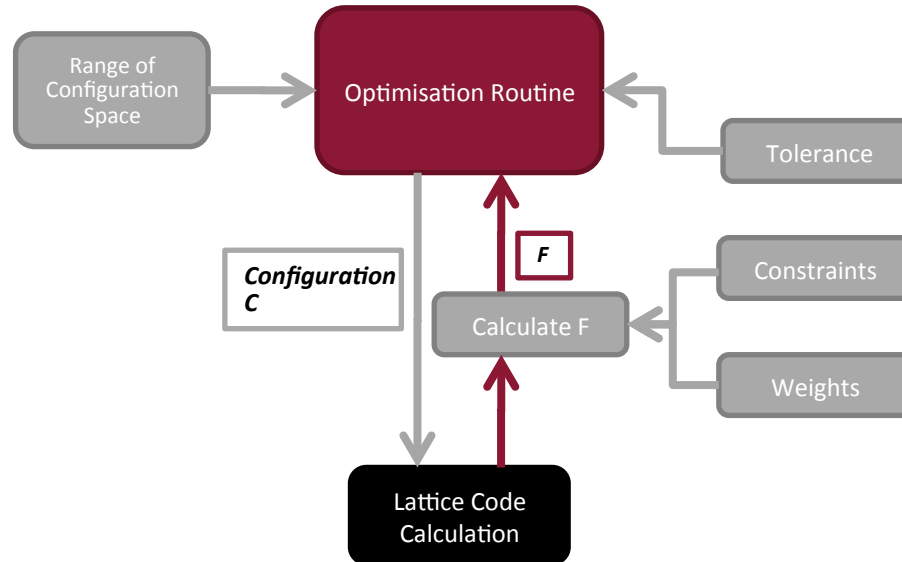 Range of
Configuration
Space
Optimisation Routine
Tolerance
Configuration
C
F
Constraints
Calculate F
Weights
Lattice Code
Calculation